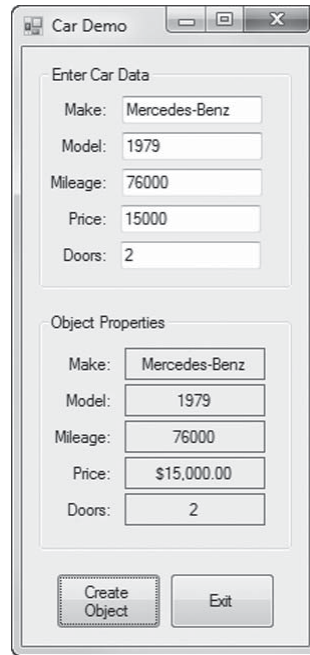 Car Demo
Enter Car Data
Make: Mercedes-Benz
Model: 1979
Mileage: 76000
Price: 15000
Doors: 2
Object Properties
Make: Mercedes-Benz
Model: 1979
Mileage: 76000
Price: $15,000.00
Doors: 2
Create
Object
Exit